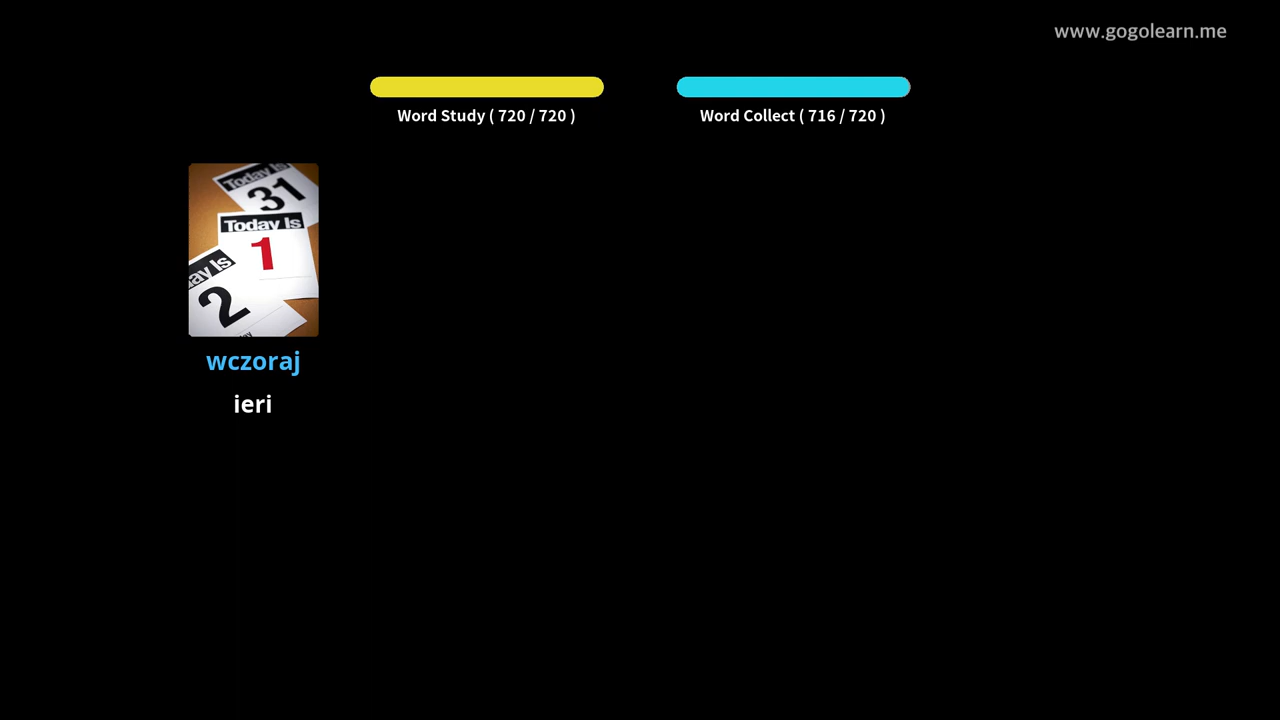 www.gogolearn.me
Word Study ( 720 / 720 )
Word Collect ( 716 / 720 )
Today Is
31
Today Is
1
ay Is
2
wczoraj
ieri